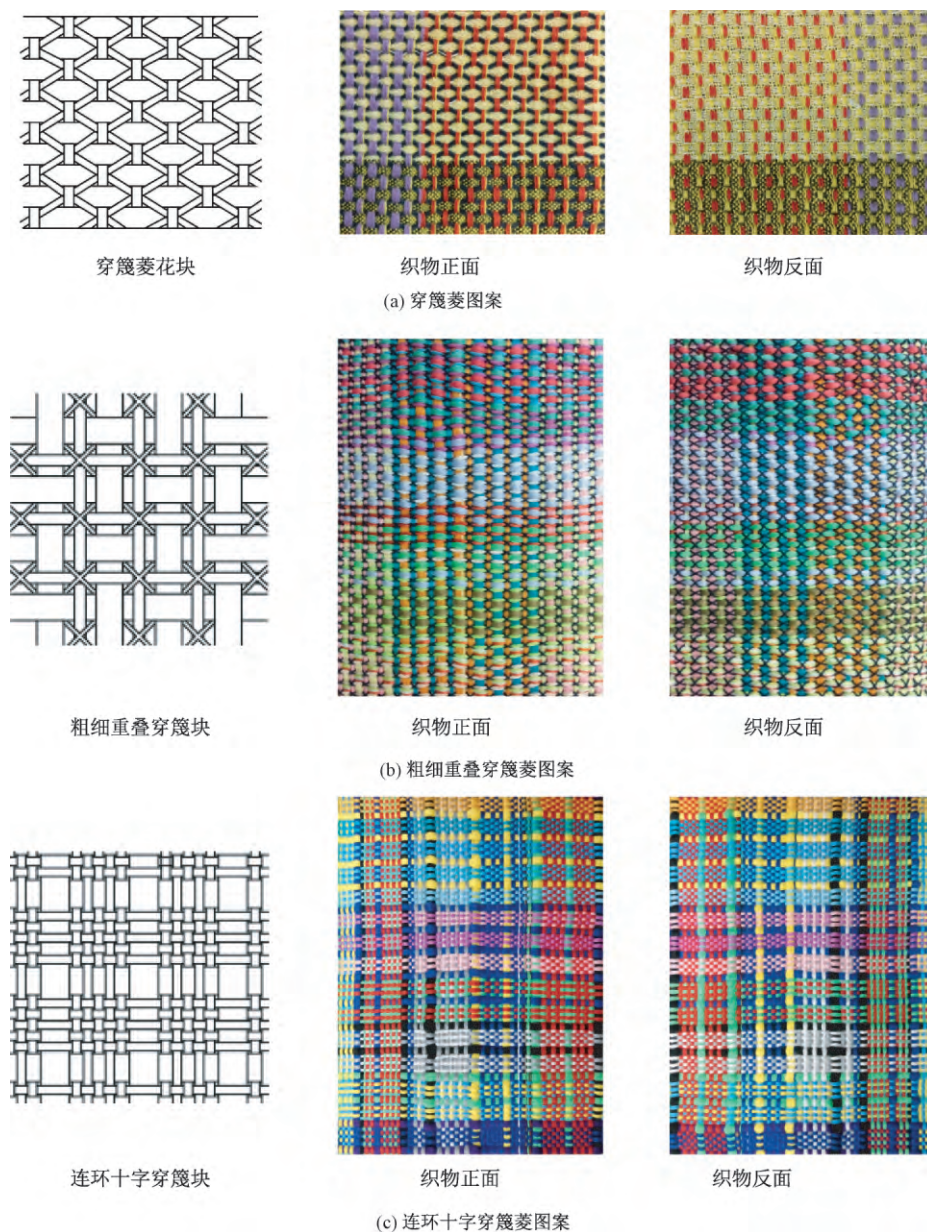 穿篾菱花块
织物正面
织物反面
(a) 穿篾菱图案
粗细重叠穿篾块
织物正面
织物反面
(b) 粗细重叠穿篾菱图案
连环十字穿篾块
织物正面
织物反面
(c) 连环十字穿篾菱图案